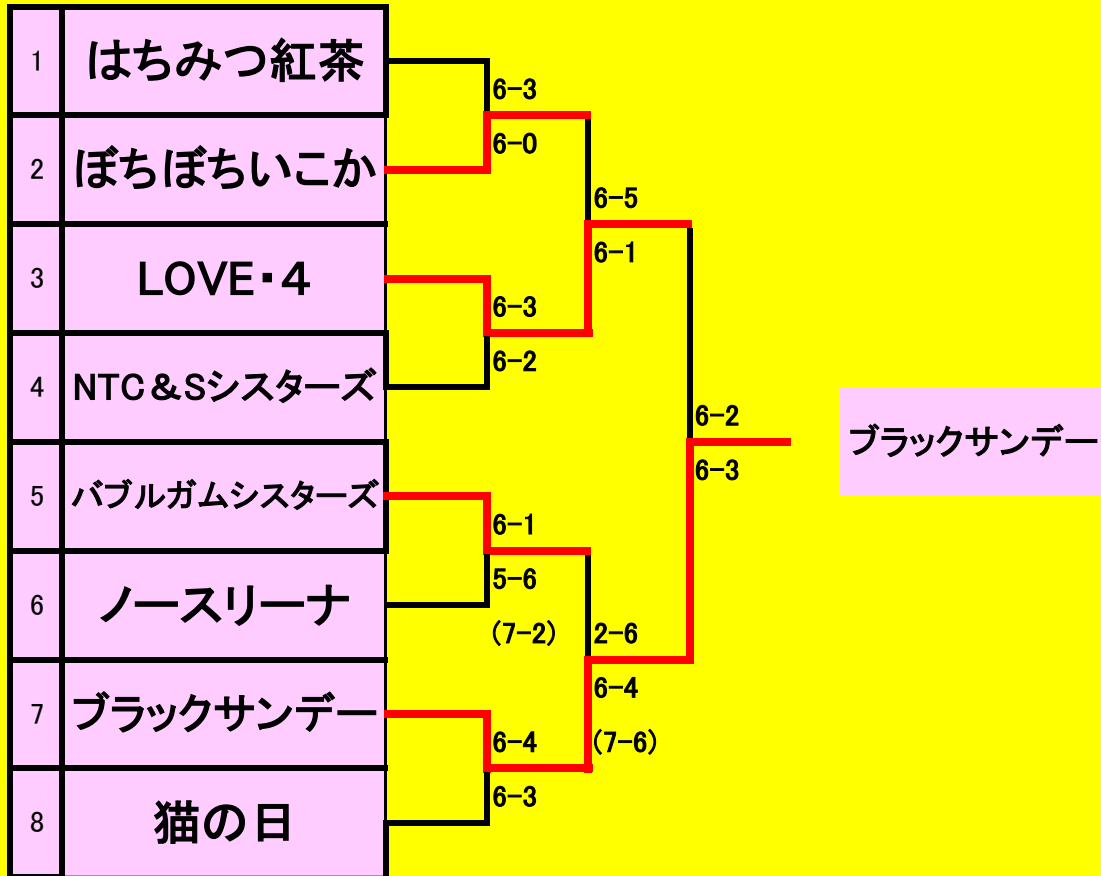 1 はちみつ紅茶
6-3
2 ぼちぼちいこか
6-0
6-5
6-1
3 LOVE・4
6-3
6-2
4 NTC&Sシスターズ
6-2
6-3
ブラックサンデー
5 バブルガムシスターズ
6-1
5-6
6 ノースリーナ
(7-2)
2-6
6-4
7 ブラックサンデー
6-4
(7-6)
6-3
8 猫の日